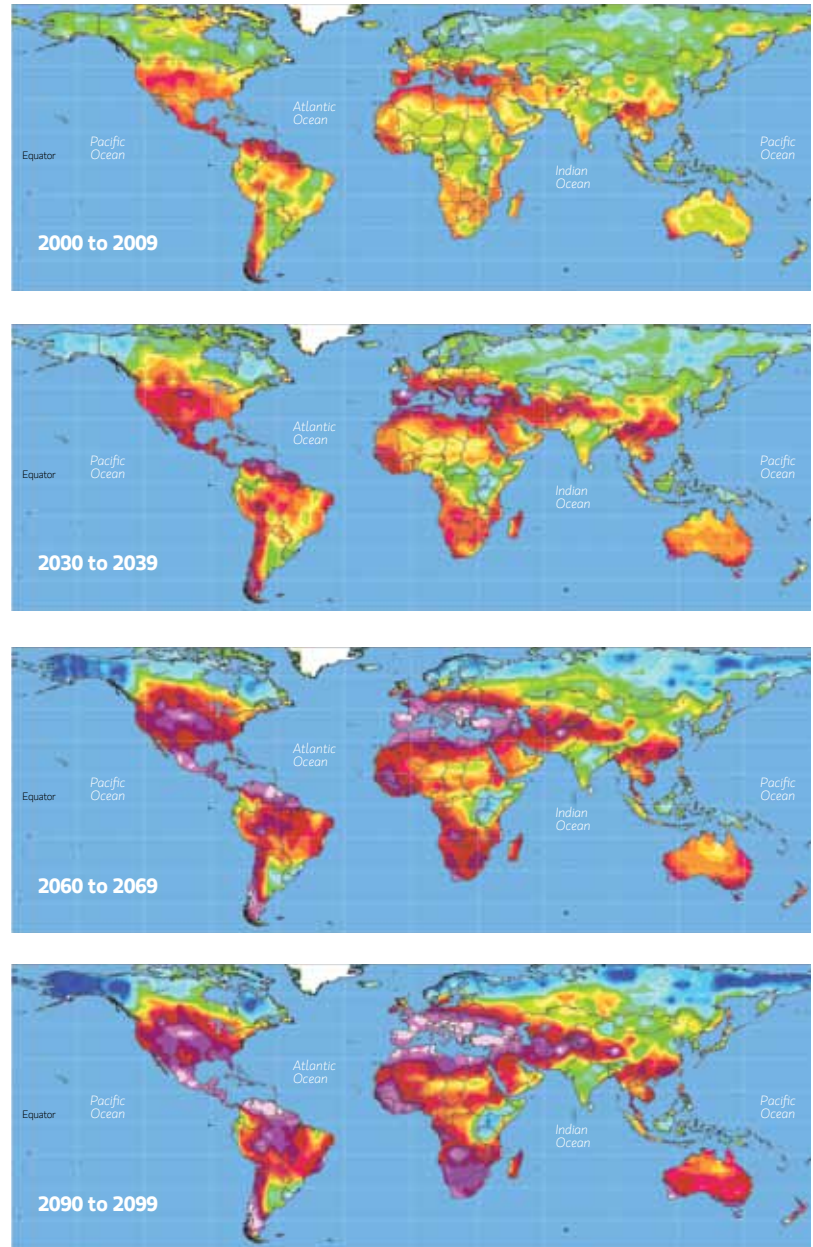 Atlantic
Ocean
Pacific
Ocean
Equator
Indian
Ocean
Pacific
Ocean
2000 to 2009
Atlantic
Ocean
Pacific
Ocean
Equator
Indian
Ocean
Pacific
Ocean
2030 to 2039
Atlantic
Ocean
Pacific
Ocean
Equator
Indian
Ocean
Pacific
Ocean
2060 to 2069
Atlantic
Ocean
Pacific
Ocean
Equator
Indian
Ocean
Pacific
Ocean
2090 to 2099